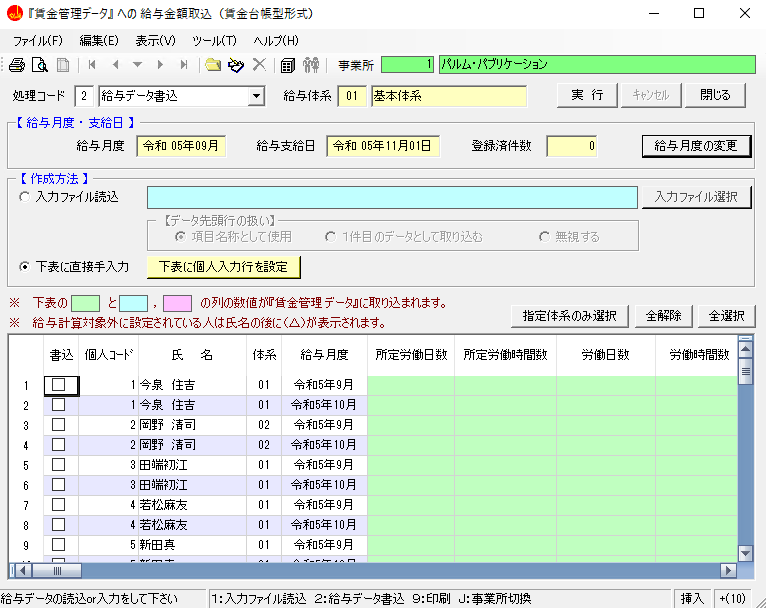 『賃金管理データ』への 給与金額取込 （賃金台帳型形式）
ファイル(F) 編集(E) 表示(V) ツール(T) ヘルプ(H)
事業所 1 パルム・パブリケーション
処理コード 2 給与データ書込 給与体系 01 基本体系 実 行 キャンセル 閉じる
【 給与月度 ・ 支給日 】
給与月度 令和 05年09月 給与支給日 令和 05年11月01日 登録済件数 0 給与月度の変更
【 作成方法 】
入力ファイル読込 入力ファイル選択
【データ先頭行の扱い】
項目名称として使用 1件目のデータとして取り込む 無視する
下表に直接手入力 下表に個人入力行を設定
※ 下表の と , の列の数値が『賃金管理データ』に取り込まれます。
※ 給与計算対象外に設定されている人は氏名の後に(△)が表示されます。
指定体系のみ選択 全解除 全選択
書込 個人コード 氏 名 体系 給与月度 所定労働日数 所定労働時間数 労働日数 労働時間数
1 1 今泉 住吉 01 令和5年9月
2 1 今泉 住吉 01 令和5年10月
3 2 岡野 清司 02 令和5年9月
4 2 岡野 清司 02 令和5年10月
5 3 田端初江 01 令和5年9月
6 3 田端初江 01 令和5年10月
7 4 若松麻友 01 令和5年9月
8 4 若松麻友 01 令和5年10月
9 5 新田真 01 令和5年9月
給与データの読込or入力をして下さい 1:入力ファイル読込 2:給与データ書込 9:印刷 J:事業所切換 挿入 +(10)